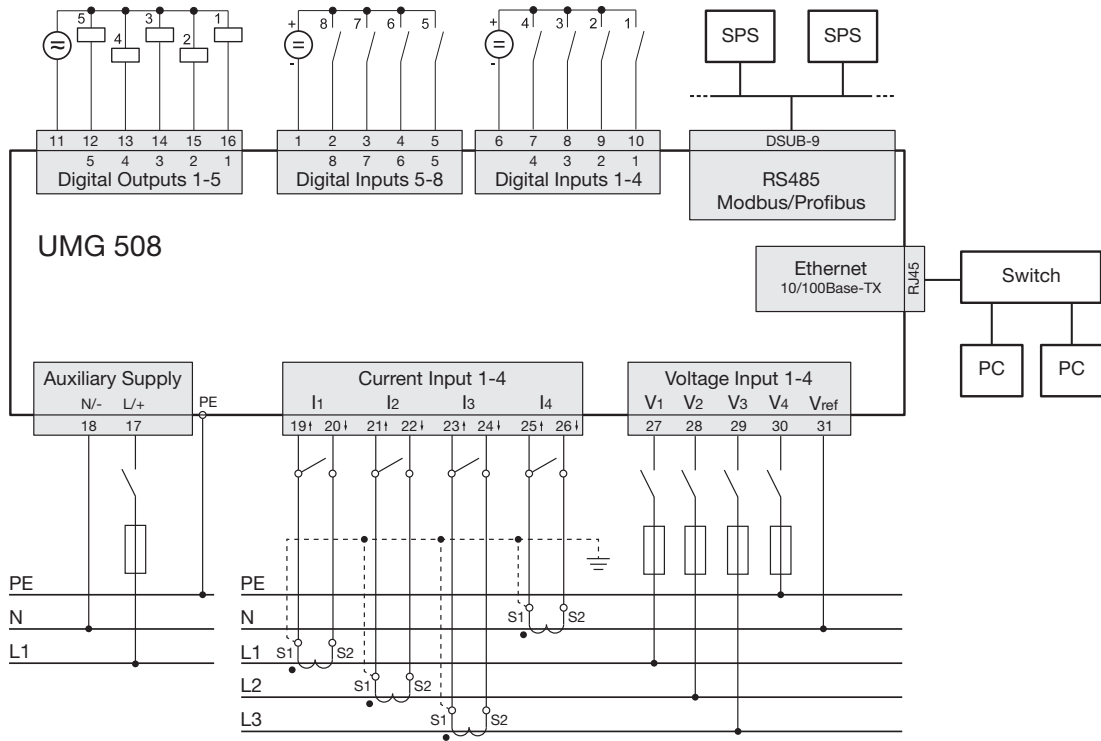 5 3 1
4 2
+ 8 7 6 5
-
+ 4 3 2 1
-
SPS SPS
11 12 13 14 15 16
5 4 3 2 1
Digital Outputs 1-5
1 2 3 4 5
8 7 6 5
Digital Inputs 5-8
6 7 8 9 10
4 3 2 1
Digital Inputs 1-4
DSUB-9
RS485
Modbus/Profibus
UMG 508
Ethernet
10/100Base-TX
RJ45
Switch
PC PC
Auxiliary Supply
N/- L/+ PE
18 17
Current Input 1-4
I1 I2 I3 I4
19 20 21 22 23 24 25 26
Voltage Input 1-4
V1 V2 V3 V4 Vref
27 28 29 30 31
PE
N
L1
PE
N
L1
L2
L3
S1 S2
S1 S2
S1 S2
S1 S2